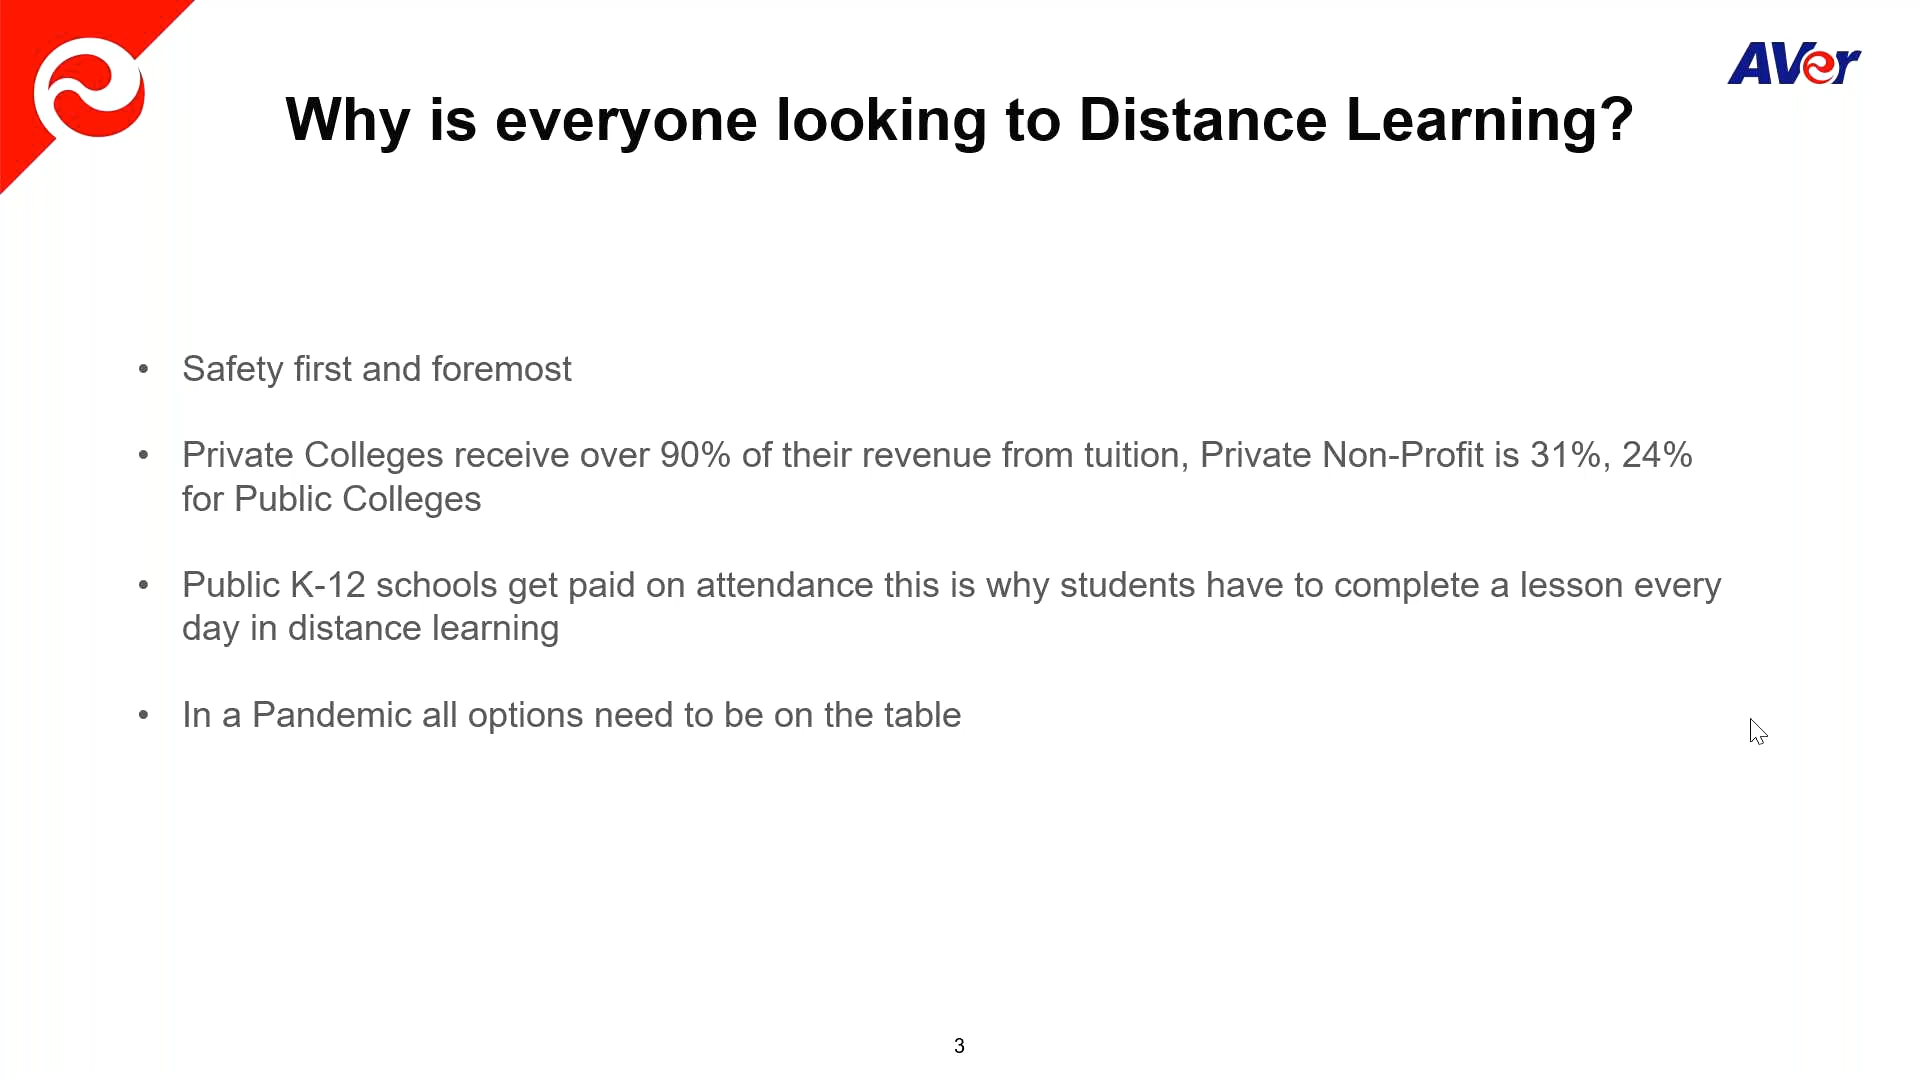 AVer
Why is everyone looking to Distance Learning?
• Safety first and foremost
• Private Colleges receive over 90% of their revenue from tuition, Private Non-Profit is 31%, 24%
for Public Colleges
• Public K-12 schools get paid on attendance this is why students have to complete a lesson every
day in distance learning
• In a Pandemic all options need to be on the table
3